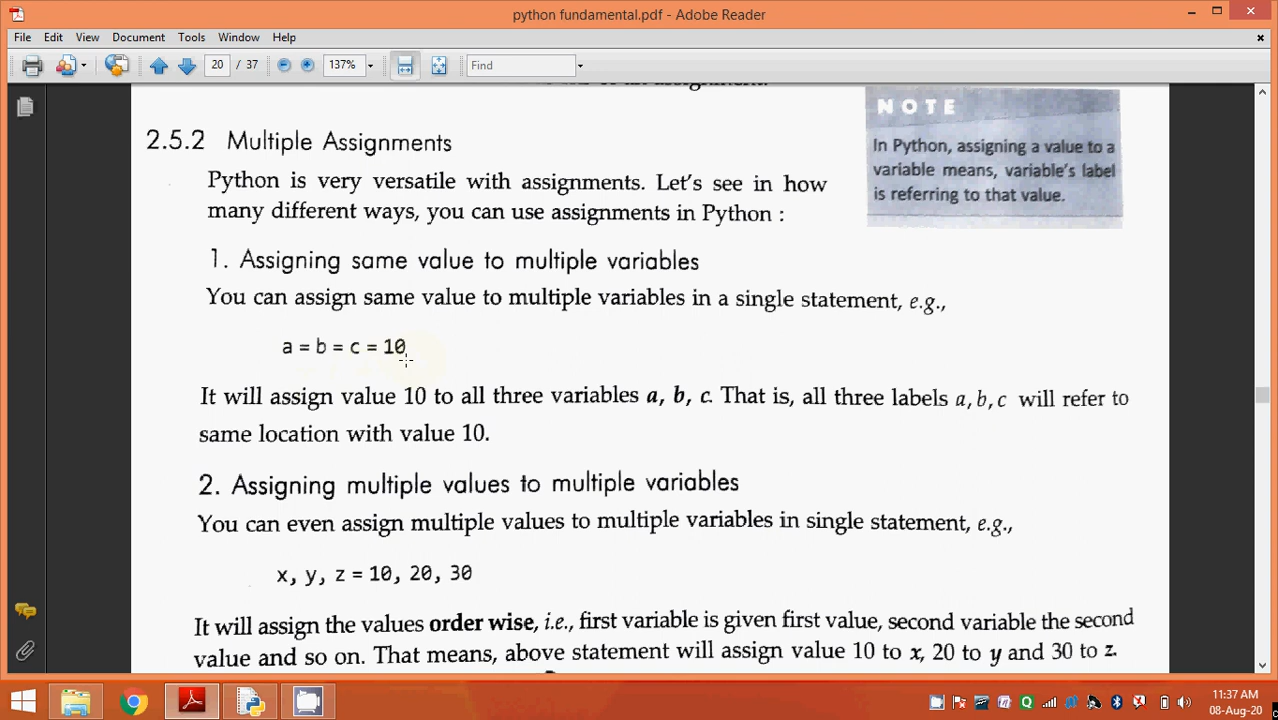 python fundamental.pdf - Adobe Reader
File Edit View Document Tools Window Help
20 / 37 137% Find
2.5.2 Multiple Assignments
Python is very versatile with assignments. Let's see in how
many different ways, you can use assignments in Python :
NOTE
In Python, assigning a value to a
variable means, variable's label
is referring to that value.
1. Assigning same value to multiple variables
You can assign same value to multiple variables in a single statement, e.g.,
a = b = c = 10
It will assign value 10 to all three variables a, b, c. That is, all three labels a, b, c will refer to
same location with value 10.
2. Assigning multiple values to multiple variables
You can even assign multiple values to multiple variables in single statement, e.g.,
x, y, z = 10, 20, 30
It will assign the values order wise, i.e., first variable is given first value, second variable the second
value and so on. That means, above statement will assign value 10 to x, 20 to y and 30 to z.
11:37 AM
08-Aug-20